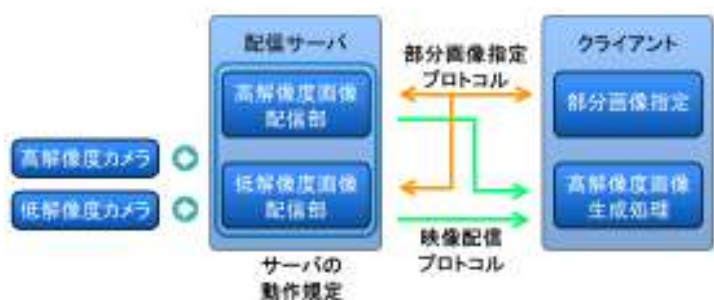 配信サーバ
高解像度画像
配信部
低解像度画像
配信部
サーバの
動作規定
高解像度カメラ
低解像度カメラ
部分画像指定
プロトコル
映像配信
プロトコル
クライアント
部分画像指定
高解像度画像
生成処理